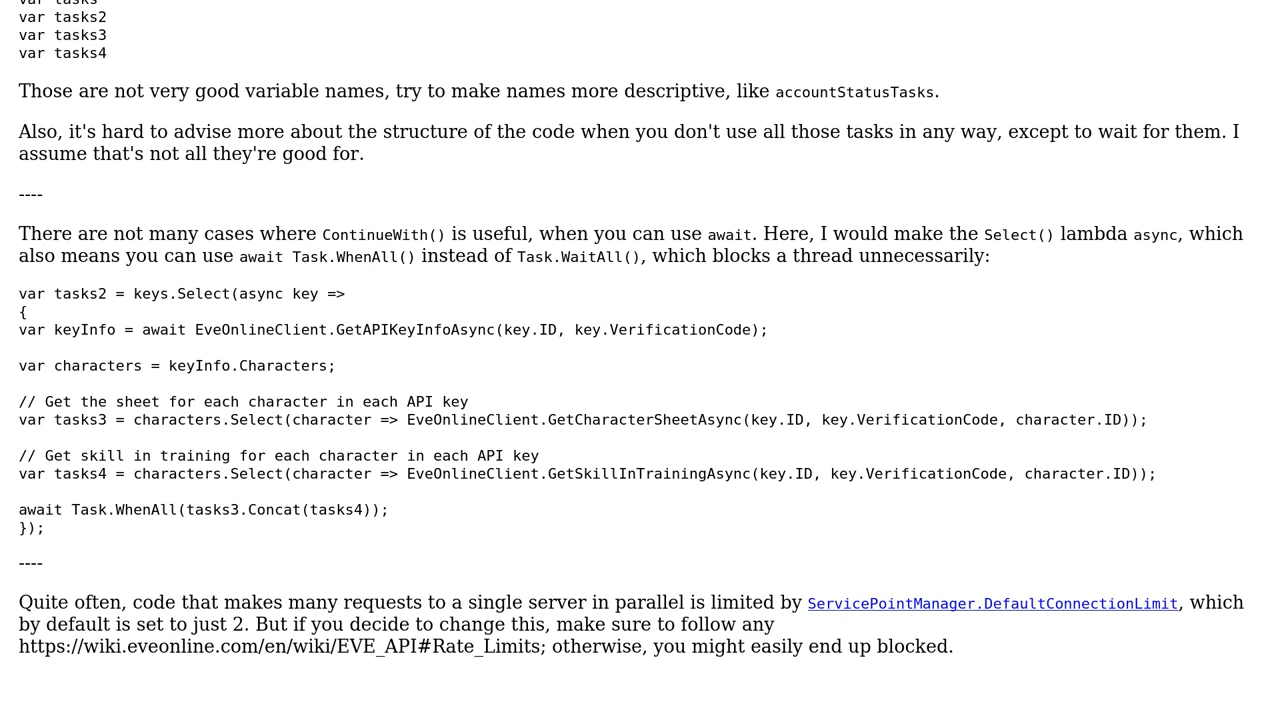 var tasks
var tasks2
var tasks3
var tasks4
Those are not very good variable names, try to make names more descriptive, like accountStatusTasks.
Also, it's hard to advise more about the structure of the code when you don't use all those tasks in any way, except to wait for them. I
assume that's not all they're good for.
----
There are not many cases where ContinueWith() is useful, when you can use await. Here, I would make the Select() lambda async, which
also means you can use await Task.WhenAll() instead of Task.WaitAll(), which blocks a thread unnecessarily:
var tasks2 = keys.Select(async key =>
{
var keyInfo = await EveOnlineClient.GetAPIKeyInfoAsync(key.ID, key.VerificationCode);
var characters = keyInfo.Characters;
// Get the sheet for each character in each API key
var tasks3 = characters.Select(character => EveOnlineClient.GetCharacterSheetAsync(key.ID, key.VerificationCode, character.ID));
// Get skill in training for each character in each API key
var tasks4 = characters.Select(character => EveOnlineClient.GetSkillInTrainingAsync(key.ID, key.VerificationCode, character.ID));
await Task.WhenAll(tasks3.Concat(tasks4));
});
----
Quite often, code that makes many requests to a single server in parallel is limited by ServicePointManager.DefaultConnectionLimit, which
by default is set to just 2. But if you decide to change this, make sure to follow any
https://wiki.eveonline.com/en/wiki/EVE_API#Rate_Limits; otherwise, you might easily end up blocked.